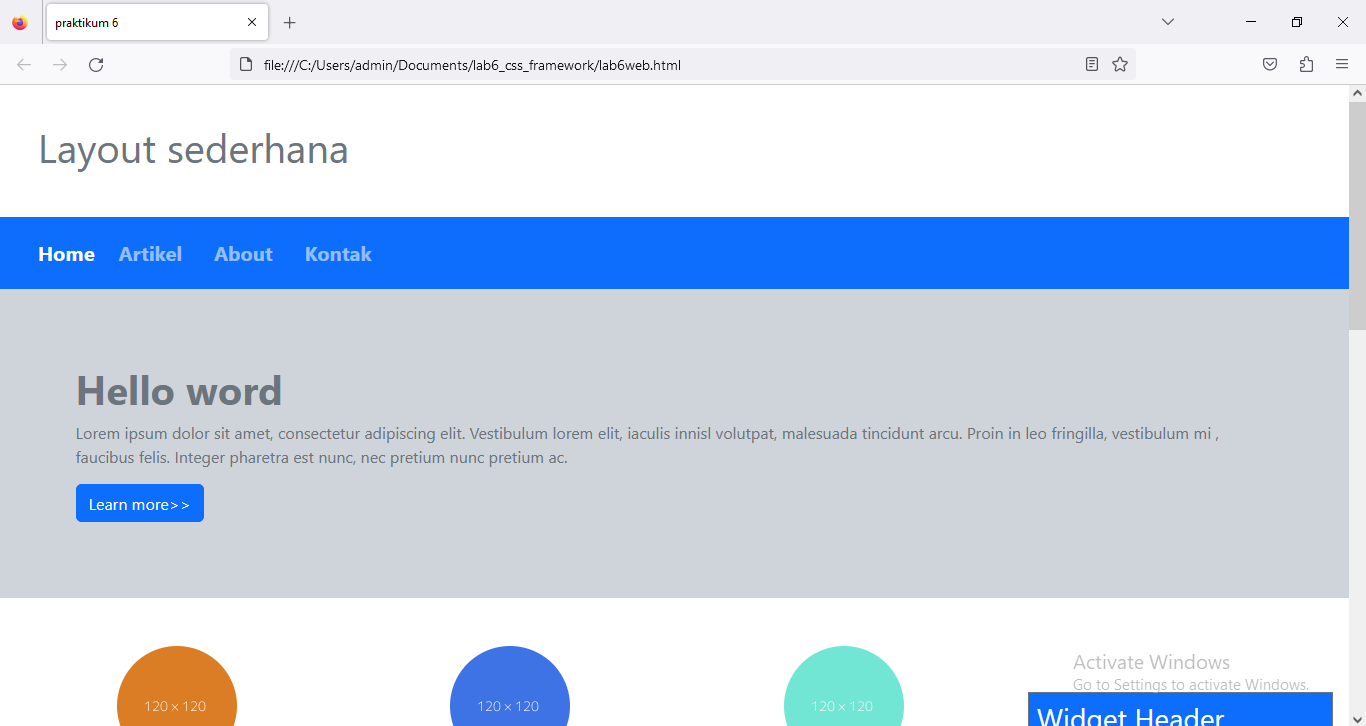 praktikum 6
file:///C:/Users/admin/Documents/lab6_css_framework/lab6web.html
Layout sederhana
Home Artikel About Kontak
Hello word
Lorem ipsum dolor sit amet, consectetur adipiscing elit. Vestibulum lorem elit, iaculis innisl volutpat, malesuada tincidunt arcu. Proin in leo fringilla, vestibulum mi ,
faucibus felis. Integer pharetra est nunc, nec pretium nunc pretium ac.
Learn more>>
120 × 120 120 × 120 120 × 120
Activate Windows
Go to Settings to activate Windows.
Widget Header